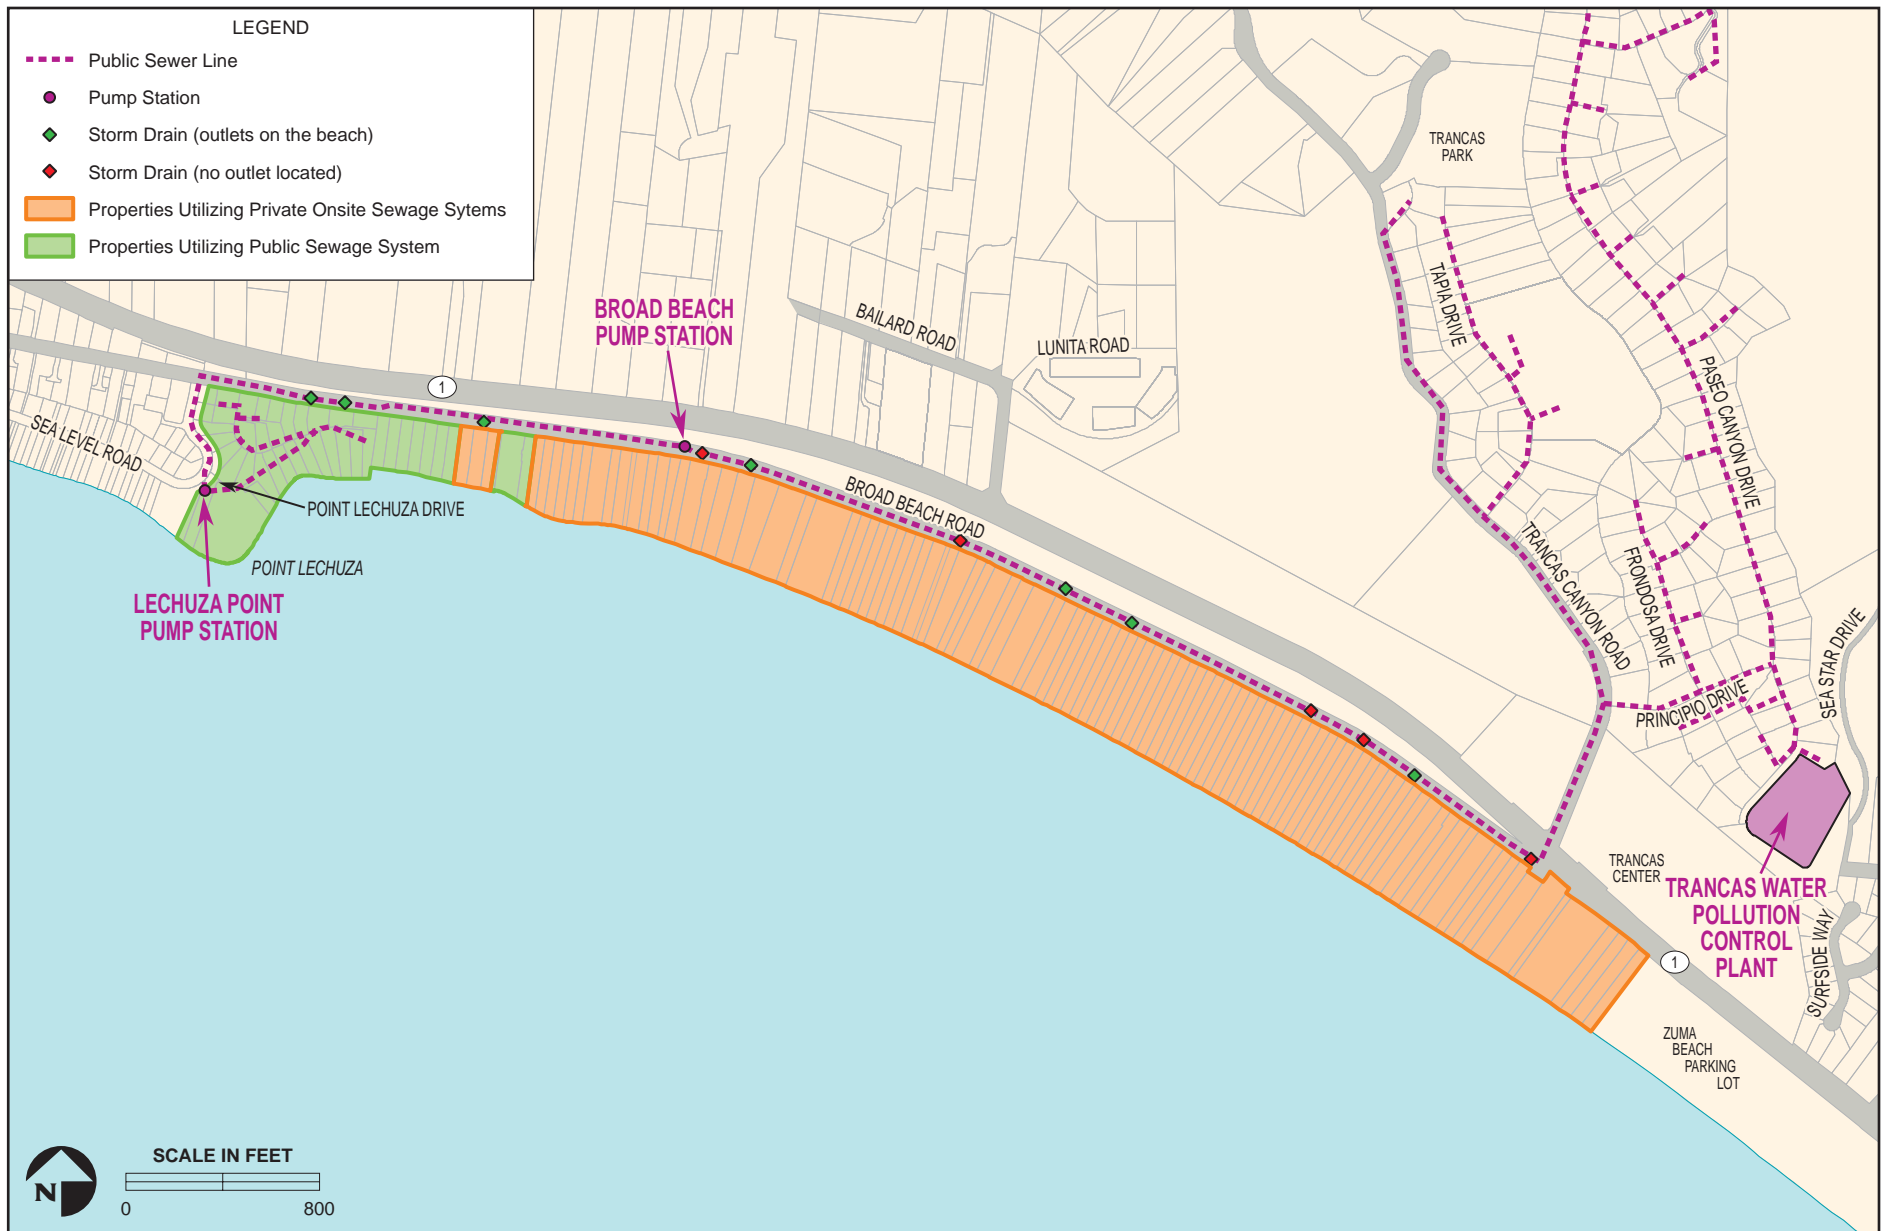 LEGEND
Public Sewer Line
Pump Station
Storm Drain (outlets on the beach)
Storm Drain (no outlet located)
Properties Utilizing Private Onsite Sewage Sytems
Properties Utilizing Public Sewage System
TRANCAS
PARK
BROAD BEACH
PUMP STATION
BAILARD ROAD
LUNITA ROAD
TAPIA DRIVE
PASEO CANYON DRIVE
1
SEA LEVEL ROAD
POINT LECHUZA DRIVE
POINT LECHUZA
LECHUZA POINT
PUMP STATION
BROAD BEACH ROAD
TRANCAS CANYON ROAD
FRONDOSA DRIVE
PRINCIPIO DRIVE
SEA STAR DRIVE
TRANCAS
CENTER
TRANCAS WATER
POLLUTION
CONTROL
PLANT
SURFSIDE WAY
1
ZUMA
BEACH
PARKING
LOT
N
SCALE IN FEET
0
800